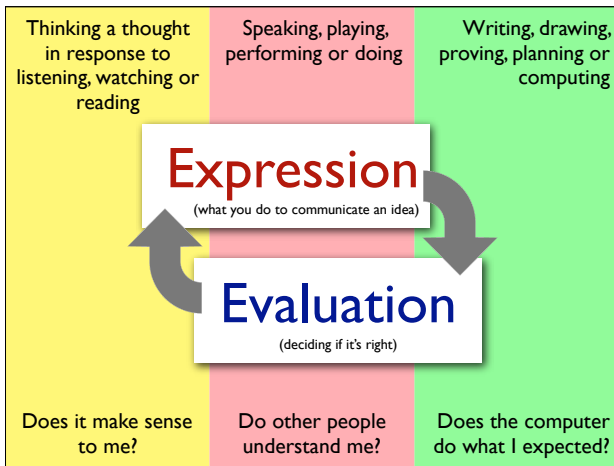 Thinking a thought
in response to
listening, watching or
reading
Speaking, playing,
performing or doing
Writing, drawing,
proving, planning or
computing
Expression
(what you do to communicate an idea)
Evaluation
(deciding if it's right)
Does it make sense
to me?
Do other people
understand me?
Does the computer
do what I expected?